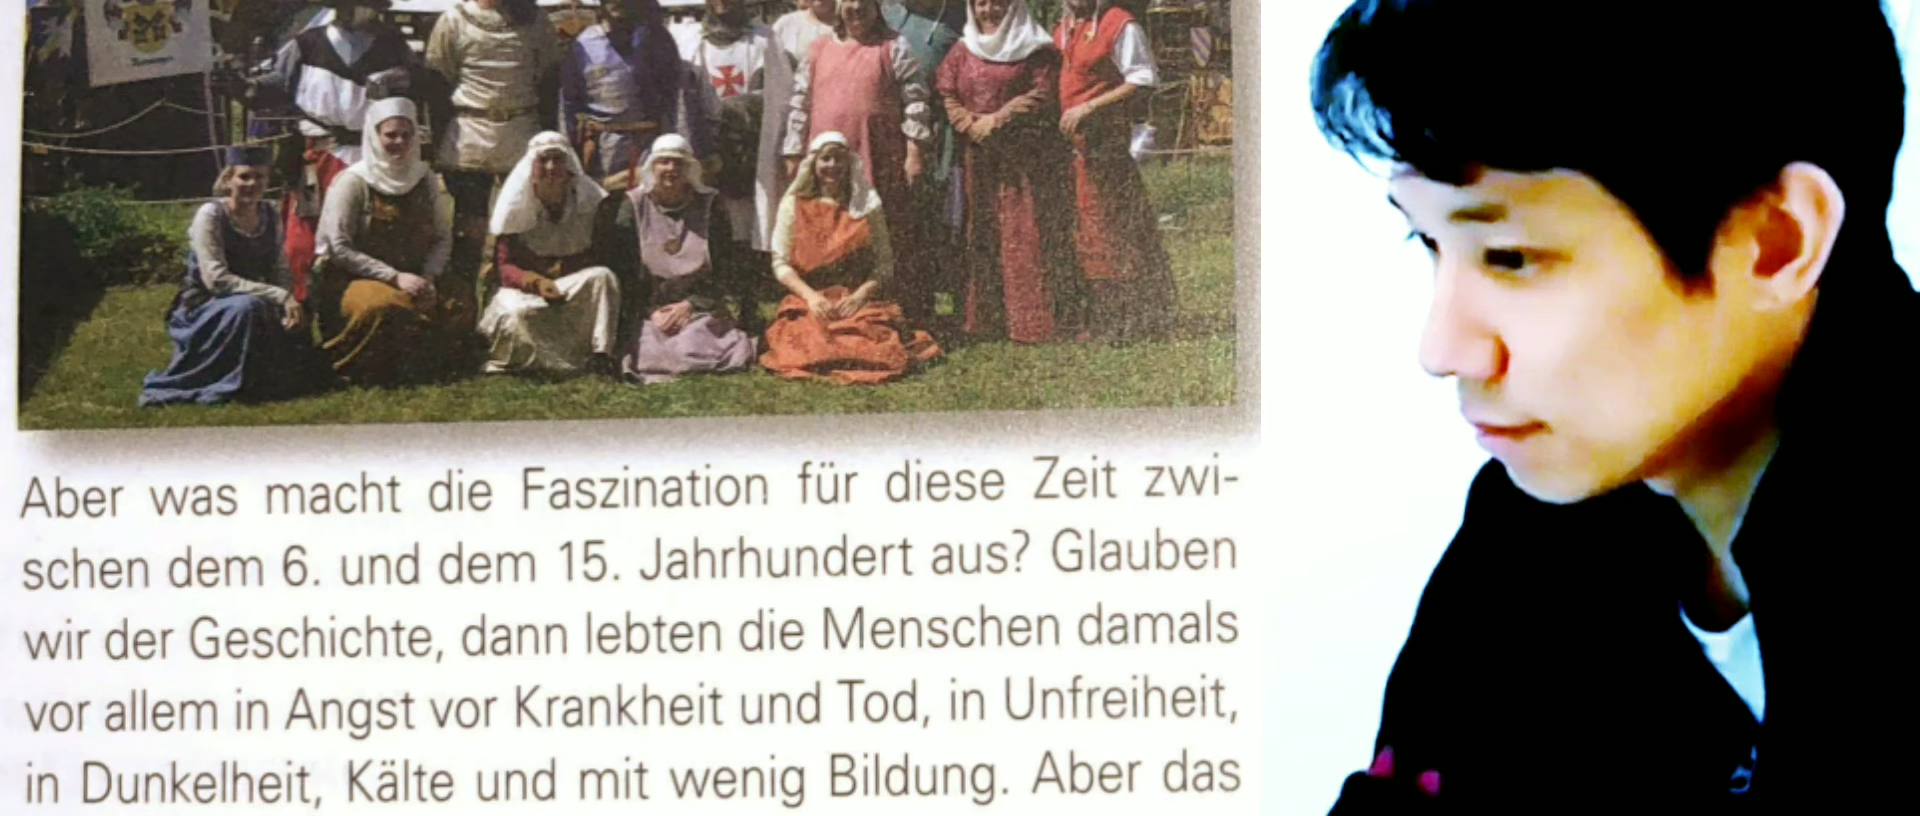 Aber was macht die Faszination für diese Zeit zwi-
schen dem 6. und dem 15. Jahrhundert aus? Glauben
wir der Geschichte, dann lebten die Menschen damals
vor allem in Angst vor Krankheit und Tod, in Unfreiheit,
in Dunkelheit, Kälte und mit wenig Bildung. Aber das